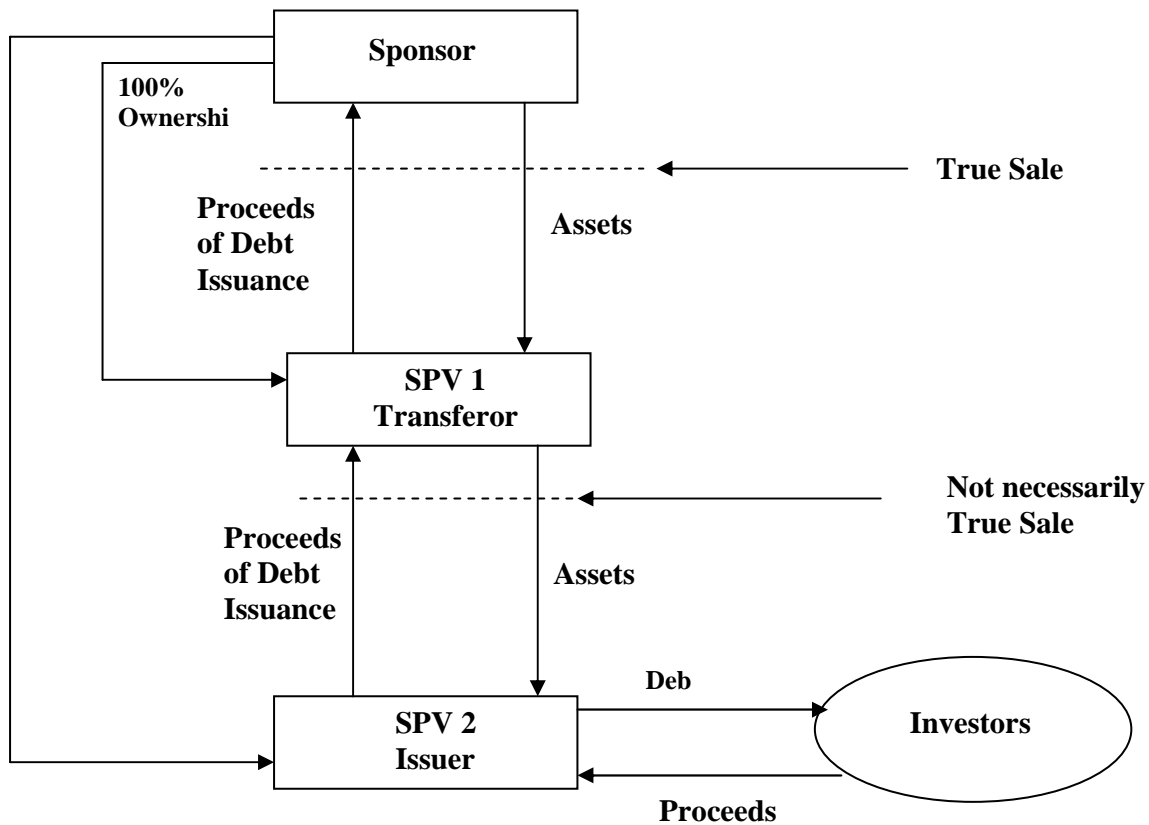 Sponsor
100%
Ownershi
True Sale
Proceeds
of Debt
Issuance
Assets
SPV 1
Transferor
Not necessarily
True Sale
Proceeds
of Debt
Issuance
Assets
Deb
SPV 2
Issuer
Investors
Proceeds